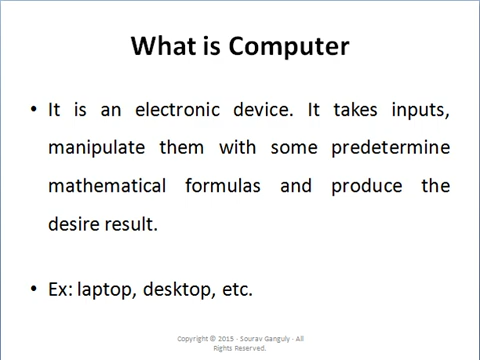 What is Computer
• It is an electronic device. It takes inputs,
manipulate them with some predetermine
mathematical formulas and produce the
desire result.
• Ex: laptop, desktop, etc.
Copyright © 2015 - Sourav Ganguly - All
Rights Reserved.